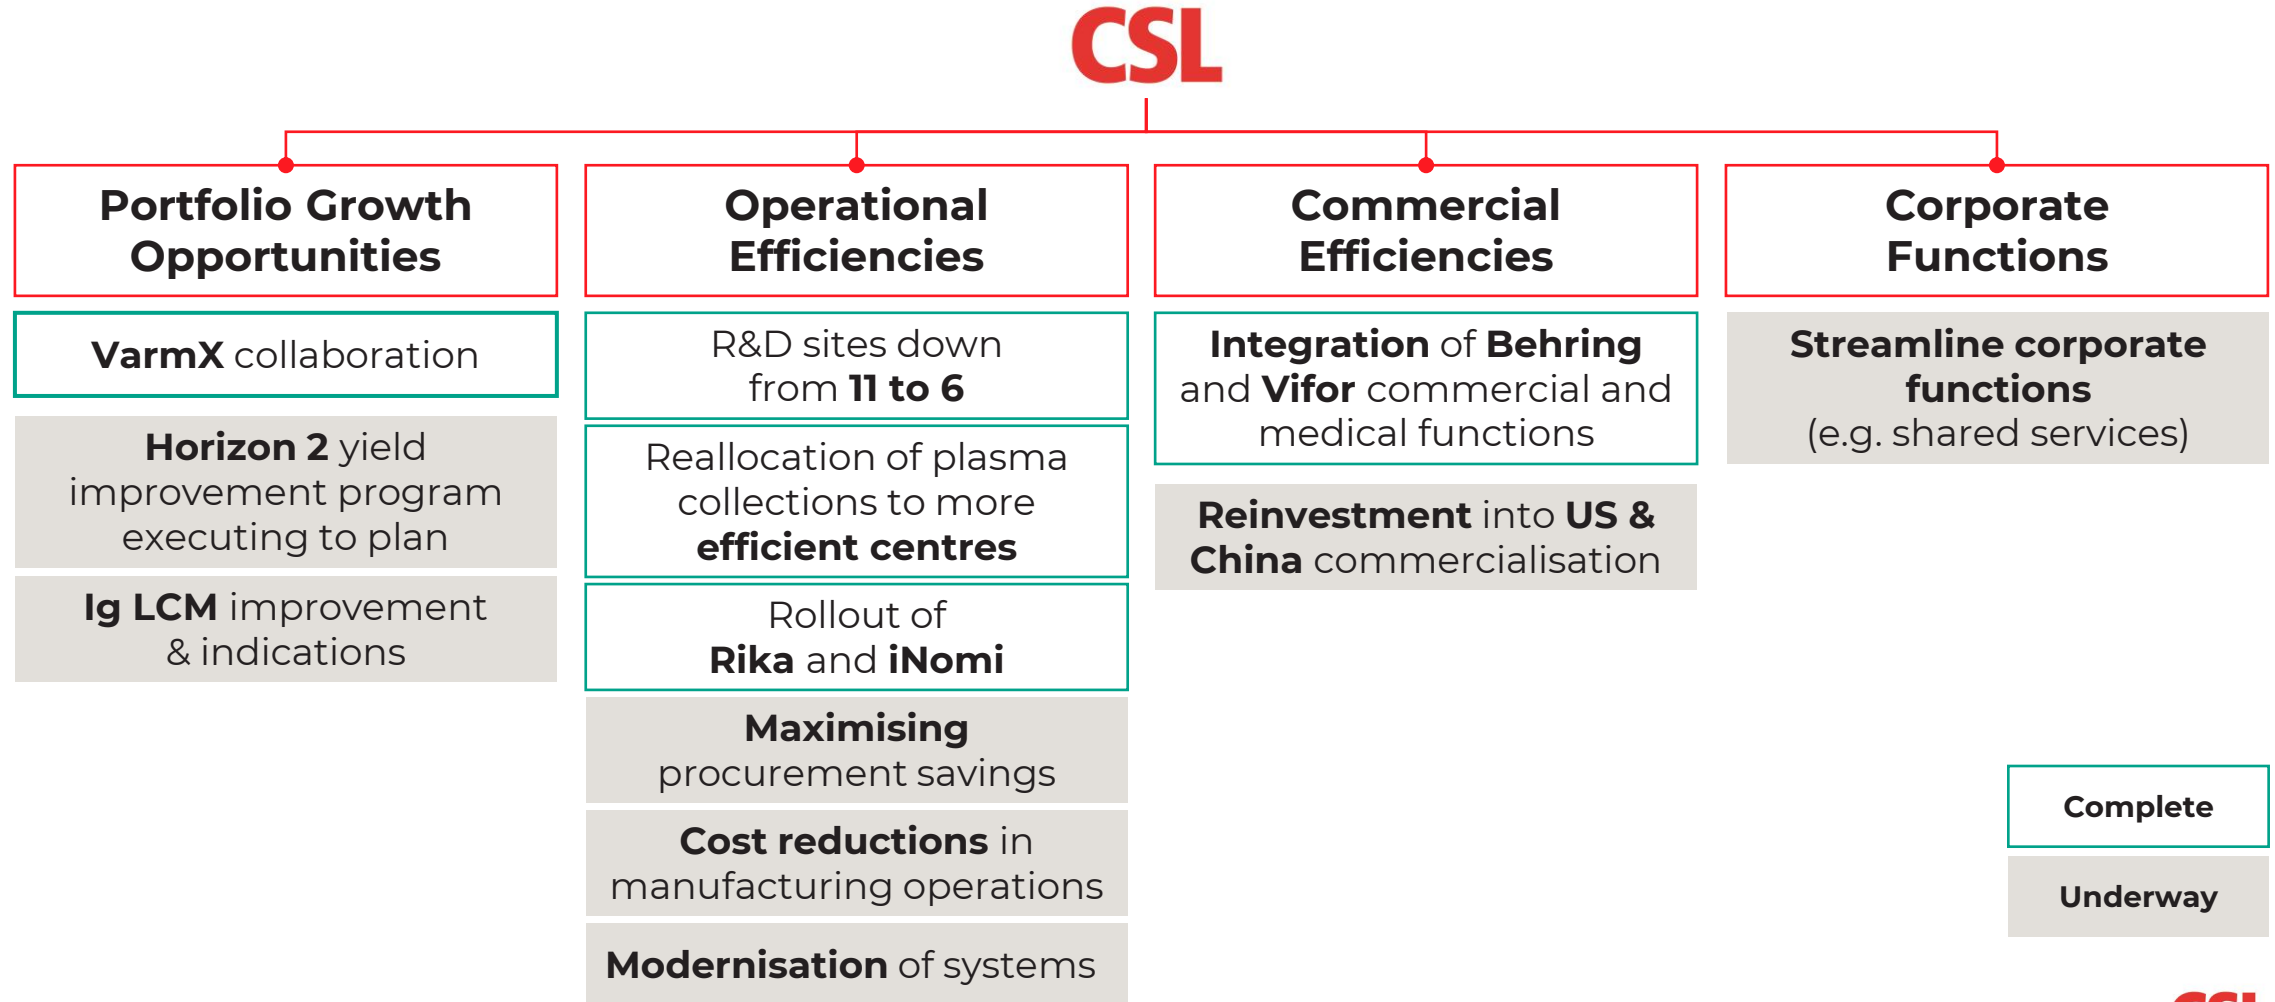 CSL
Portfolio Growth
Opportunities
VarmX collaboration
Horizon 2 yield
improvement program
executing to plan
Ig LCM improvement
& indications
Operational
Efficiencies
R&D sites down
from 11 to 6
Reallocation of plasma
collections to more
efficient centres
Rollout of
Rika and iNomi
Maximising
procurement savings
Cost reductions in
manufacturing operations
Modernisation of systems
Commercial
Efficiencies
Integration of Behring
and Vifor commercial and
medical functions
Reinvestment into US &
China commercialisation
Corporate
Functions
Streamline corporate
functions
(e.g. shared services)
Complete
Underway
CSL